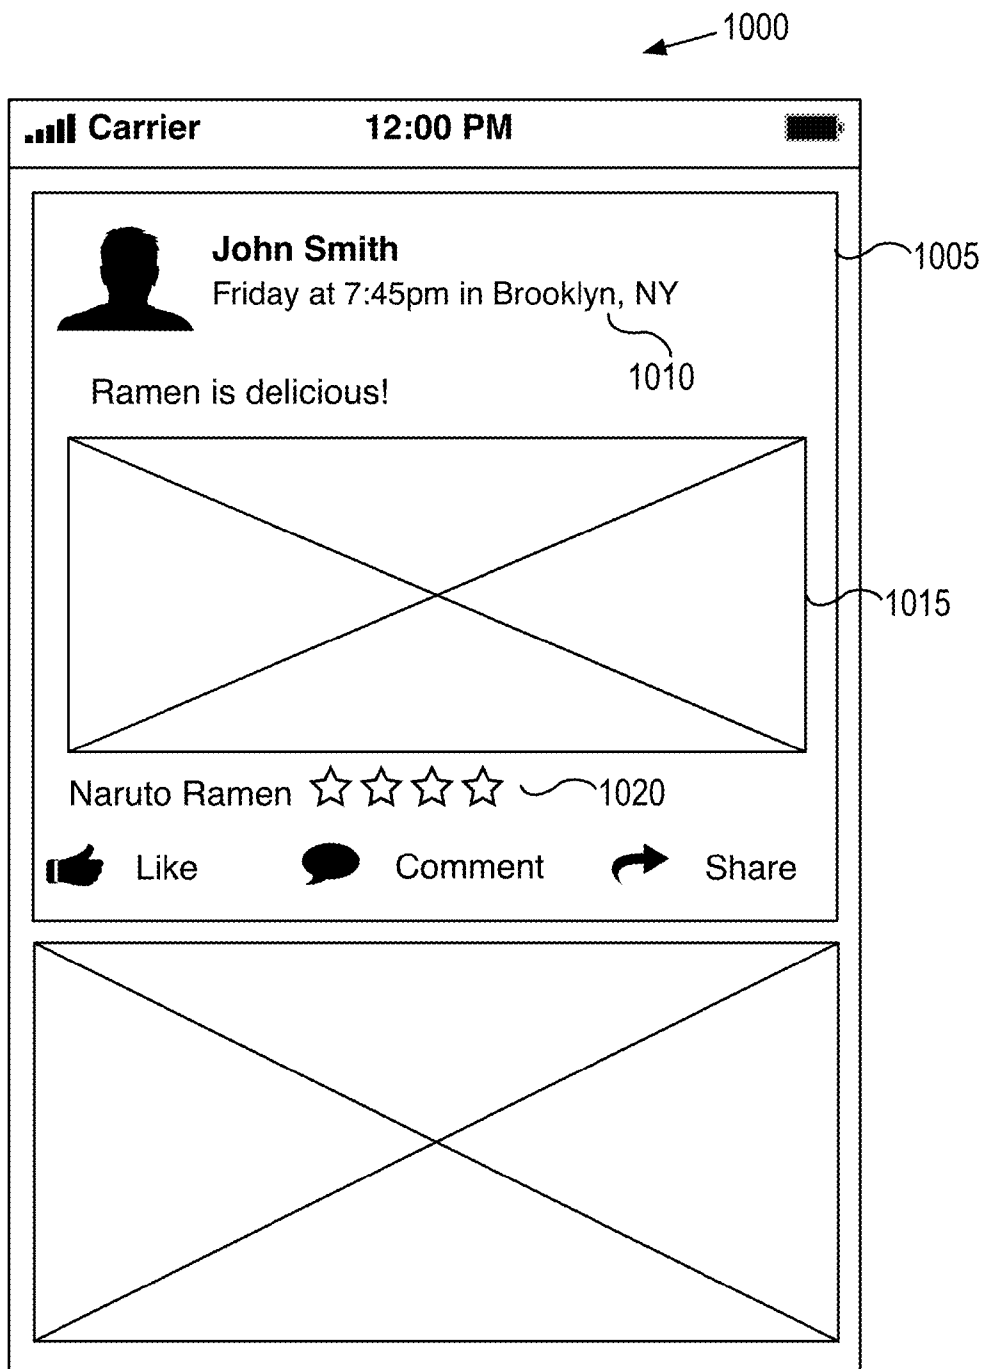 1000
Carrier 12:00 PM
John Smith
1005
Friday at 7:45pm in Brooklyn, NY
1010
Ramen is delicious!
1015
Naruto Ramen 1020
Like Comment Share